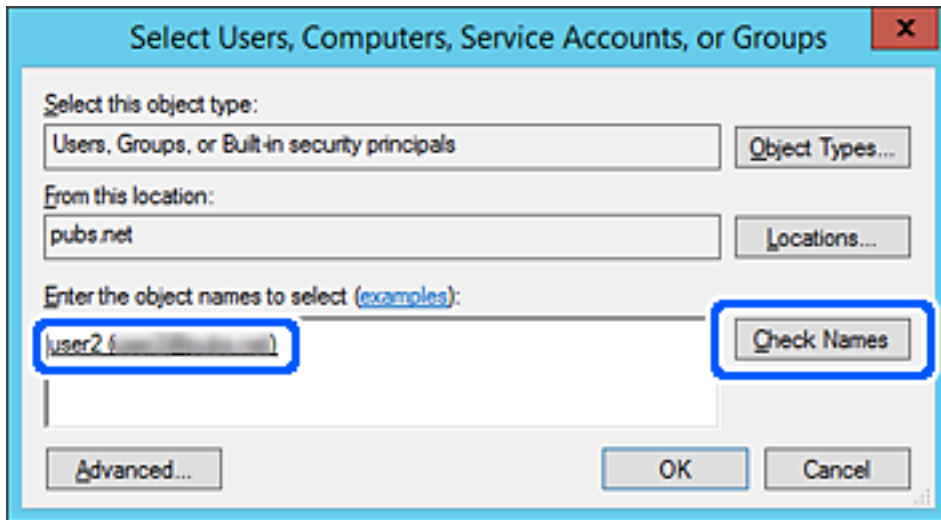 Select Users, Computers, Service Accounts, or Groups
x
Select this object type:
Users, Groups, or Built-in security principals
Object Types...
From this location:
pubs.net
Locations...
Enter the object names to select (examples):
user2 (
)
Check Names
Advanced...
OK
Cancel